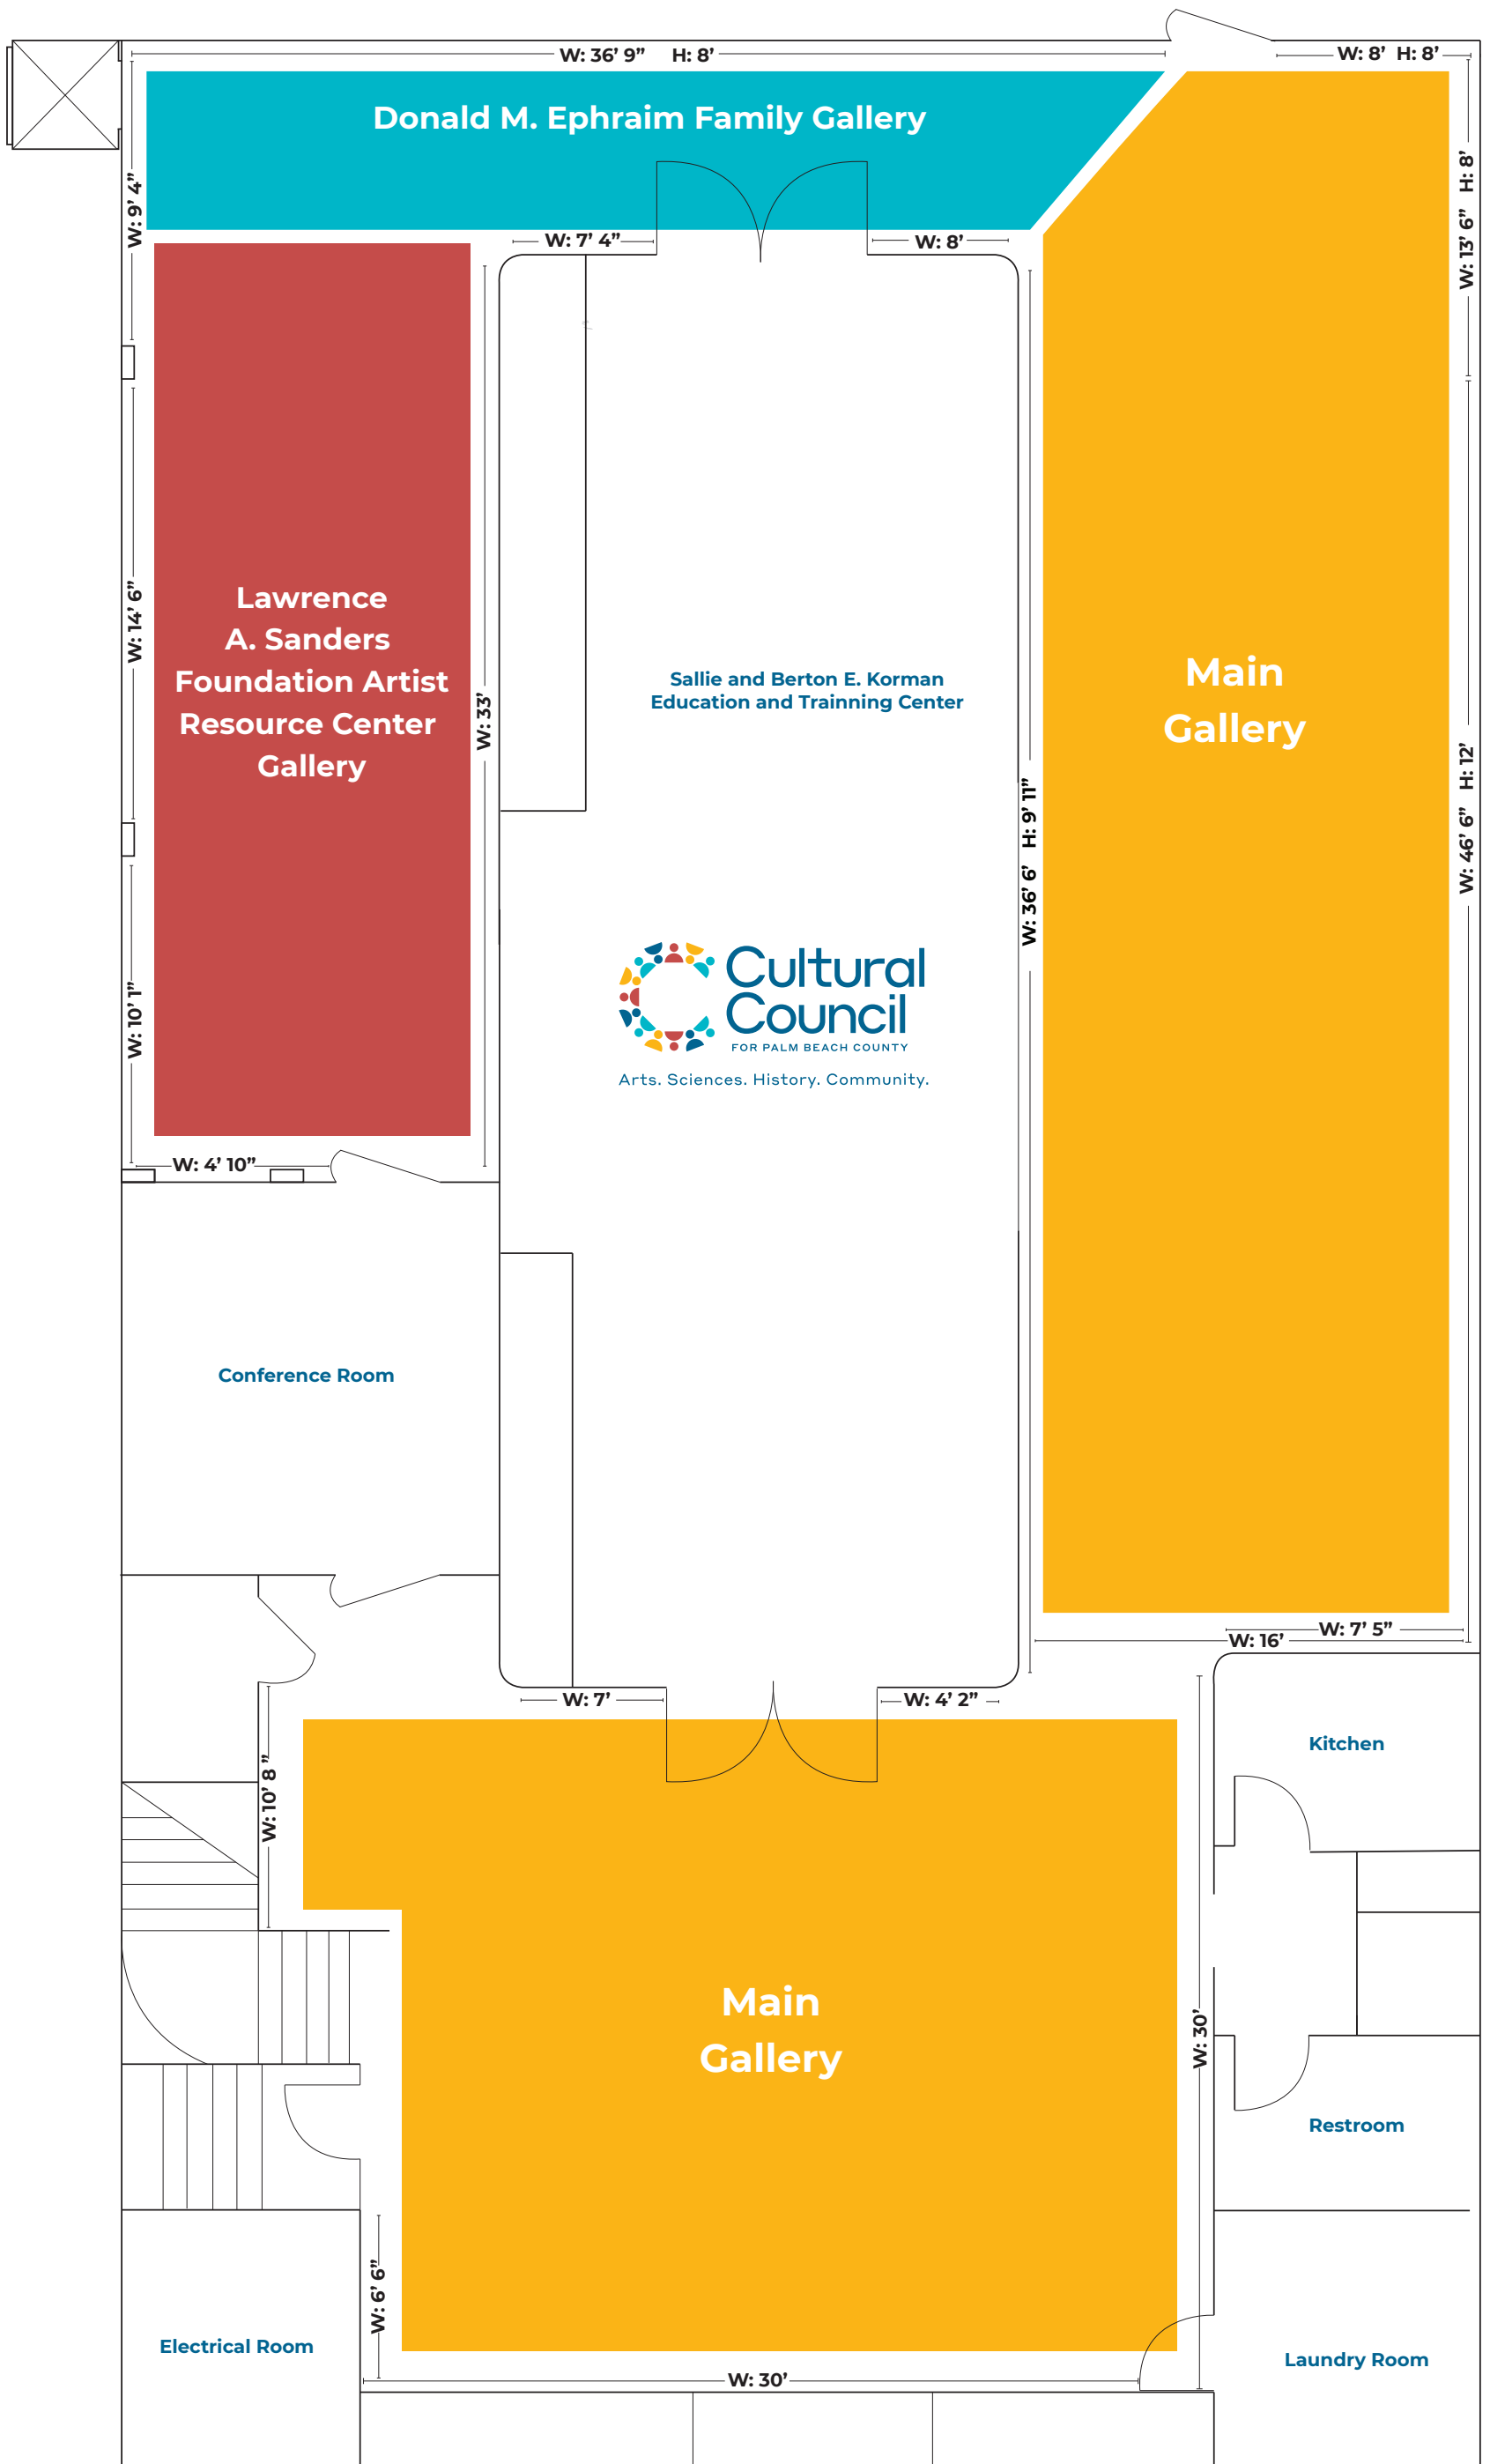 W: 36’ 9” H: 8’
W: 8’ H: 8’
Donald M. Ephraim Family Gallery
W: 9’ 4”
W: 13’ 6” H: 8’
W: 7’ 4”
W: 8’
Lawrence
A. Sanders
Foundation Artist
Resource Center
Gallery
W: 14’ 6”
W: 33’
Sallie and Berton E. Korman
Education and Trainning Center
Main
Gallery
W: 36’ 6’ H: 9’ 11”
W: 46’ 6” H: 12’
Cultural
Council
FOR PALM BEACH COUNTY
Arts. Sciences. History. Community.
W: 10’ 1”
W: 4’ 10”
Conference Room
W: 7’ 5”
W: 16’
W: 7’
W: 4’ 2”
Kitchen
W: 10’ 8 ”
Main
Gallery
W: 30’
Restroom
W: 6’ 6”
Electrical Room
Laundry Room
W: 30’